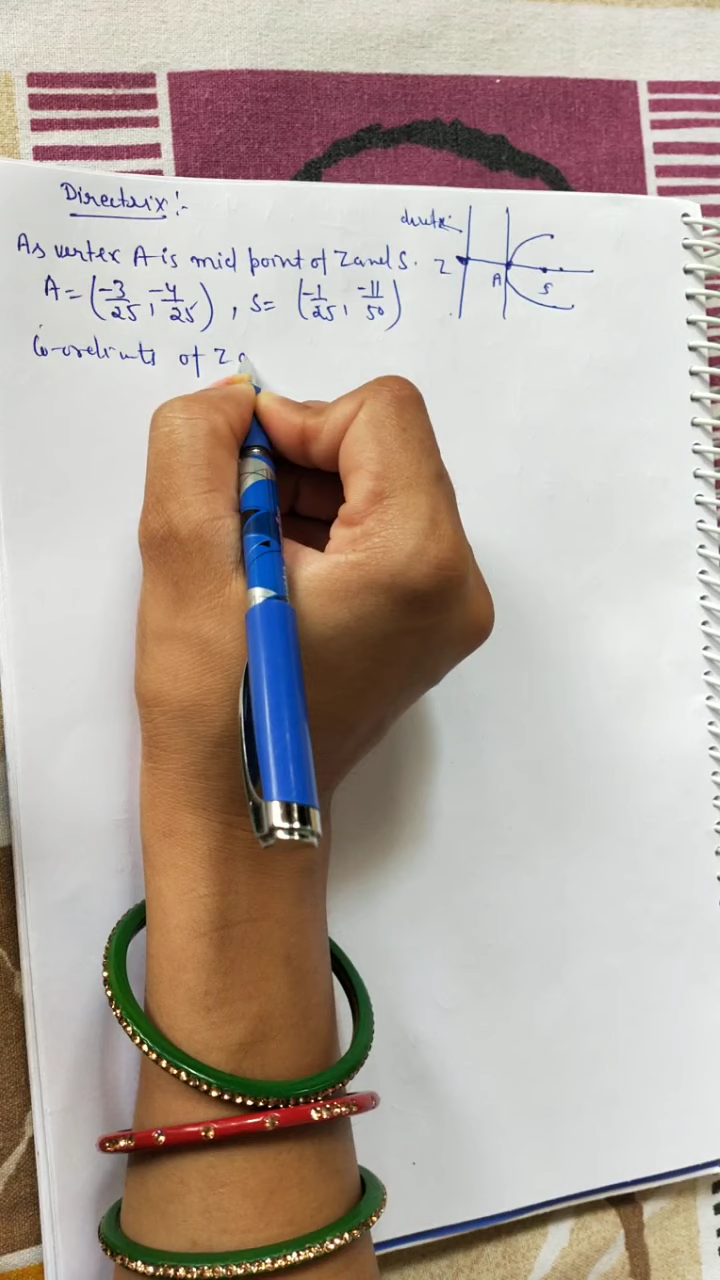 Directrix :-
directrix
As vertex A is mid point of Z and S.
Z
A
S
A = (-3/25, -4/25), S = (-1/25, -11/50)
Co-ordinates of Z